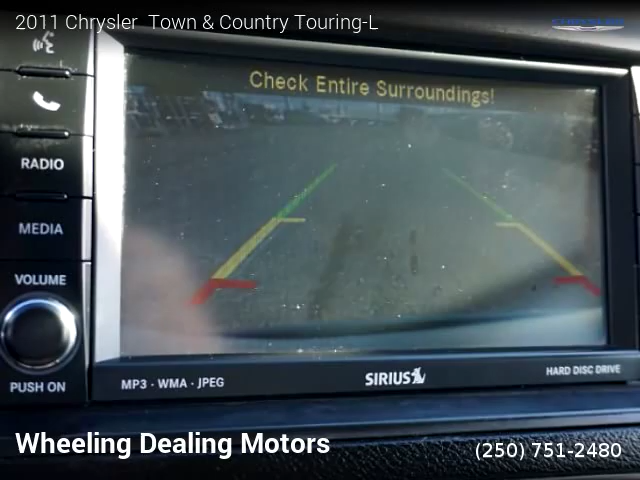 2011 Chrysler Town & Country Touring-L
CHRYSLER
Check Entire Surroundings!
RADIO
MEDIA
VOLUME
PUSH ON
MP3 - WMA - JPEG
SIRIUS
HARD DISC DRIVE
Wheeling Dealing Motors
(250) 751-2480